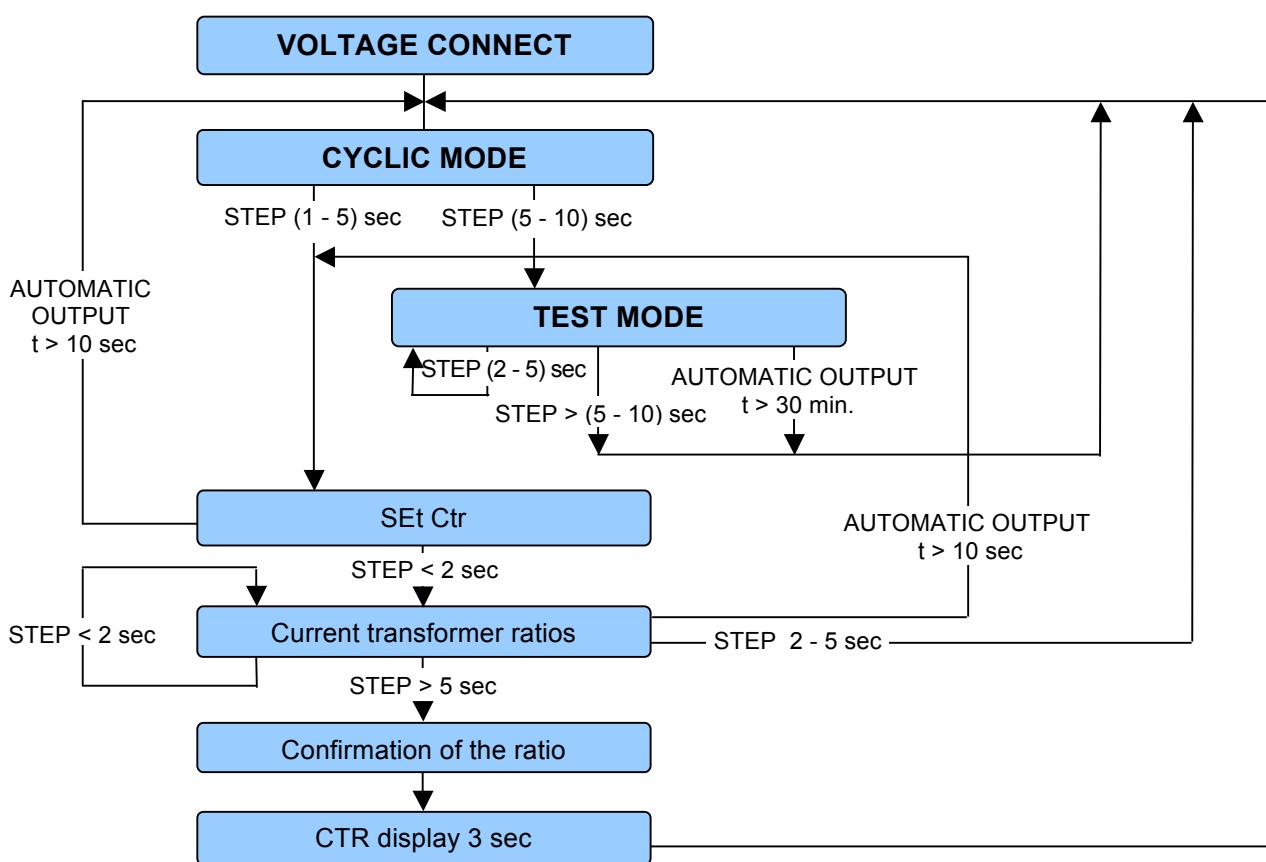 VOLTAGE CONNECT
CYCLIC MODE
STEP (1 - 5) sec
STEP (5 - 10) sec
AUTOMATIC
OUTPUT
t > 10 sec
TEST MODE
STEP (2 - 5) sec
AUTOMATIC OUTPUT
t > 30 min.
STEP > (5 - 10) sec
SEt Ctr
AUTOMATIC OUTPUT
t > 10 sec
STEP < 2 sec
STEP < 2 sec
Current transformer ratios
STEP 2 - 5 sec
STEP > 5 sec
Confirmation of the ratio
CTR display 3 sec